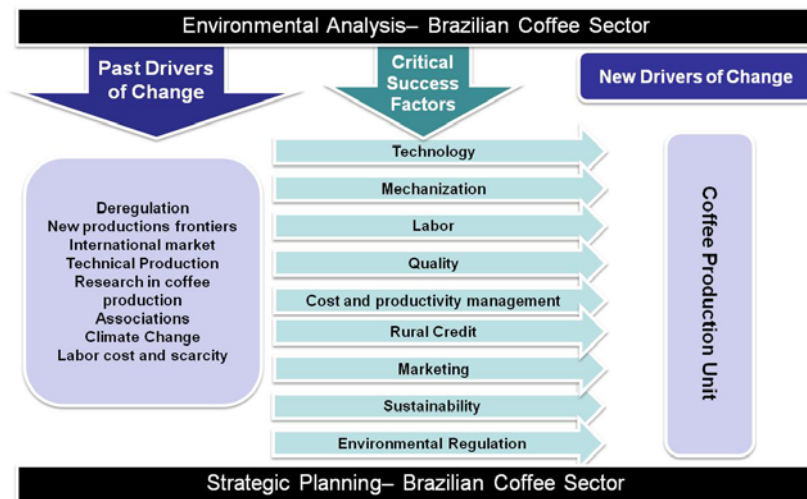 Environmental Analysis– Brazilian Coffee Sector
Past Drivers
of Change
Critical
Success
Factors
New Drivers of Change
Deregulation
New productions frontiers
International market
Technical Production
Research in coffee
production
Associations
Climate Change
Labor cost and scarcity
Technology
Mechanization
Labor
Quality
Cost and productivity management
Rural Credit
Marketing
Sustainability
Environmental Regulation
Coffee Production Unit
Strategic Planning– Brazilian Coffee Sector